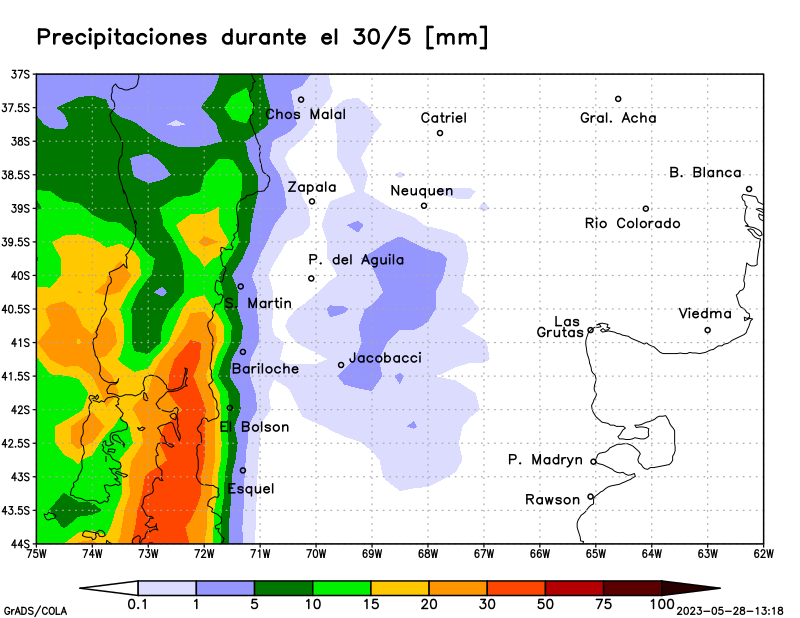 Precipitaciones durante el 30/5 [mm]
37S
37.5S
38S
38.5S
39S
39.5S
40S
40.5S
41S
41.5S
42S
42.5S
43S
43.5S
44S
Chos Malal
Catriel
Gral. Acha
B. Blanca
Zapala
Neuquen
Rio Colorado
P. del Aguila
S. Martin
Viedma
Las
Grutas
Jacobacci
Bariloche
El Bolson
P. Madryn
Esquel
Rawson
75W 74W 73W 72W 71W 70W 69W 68W 67W 66W 65W 64W 63W 62W
0.1 1 5 10 15 20 30 50 75 100
GrADS/COLA
2023-05-28-13:18